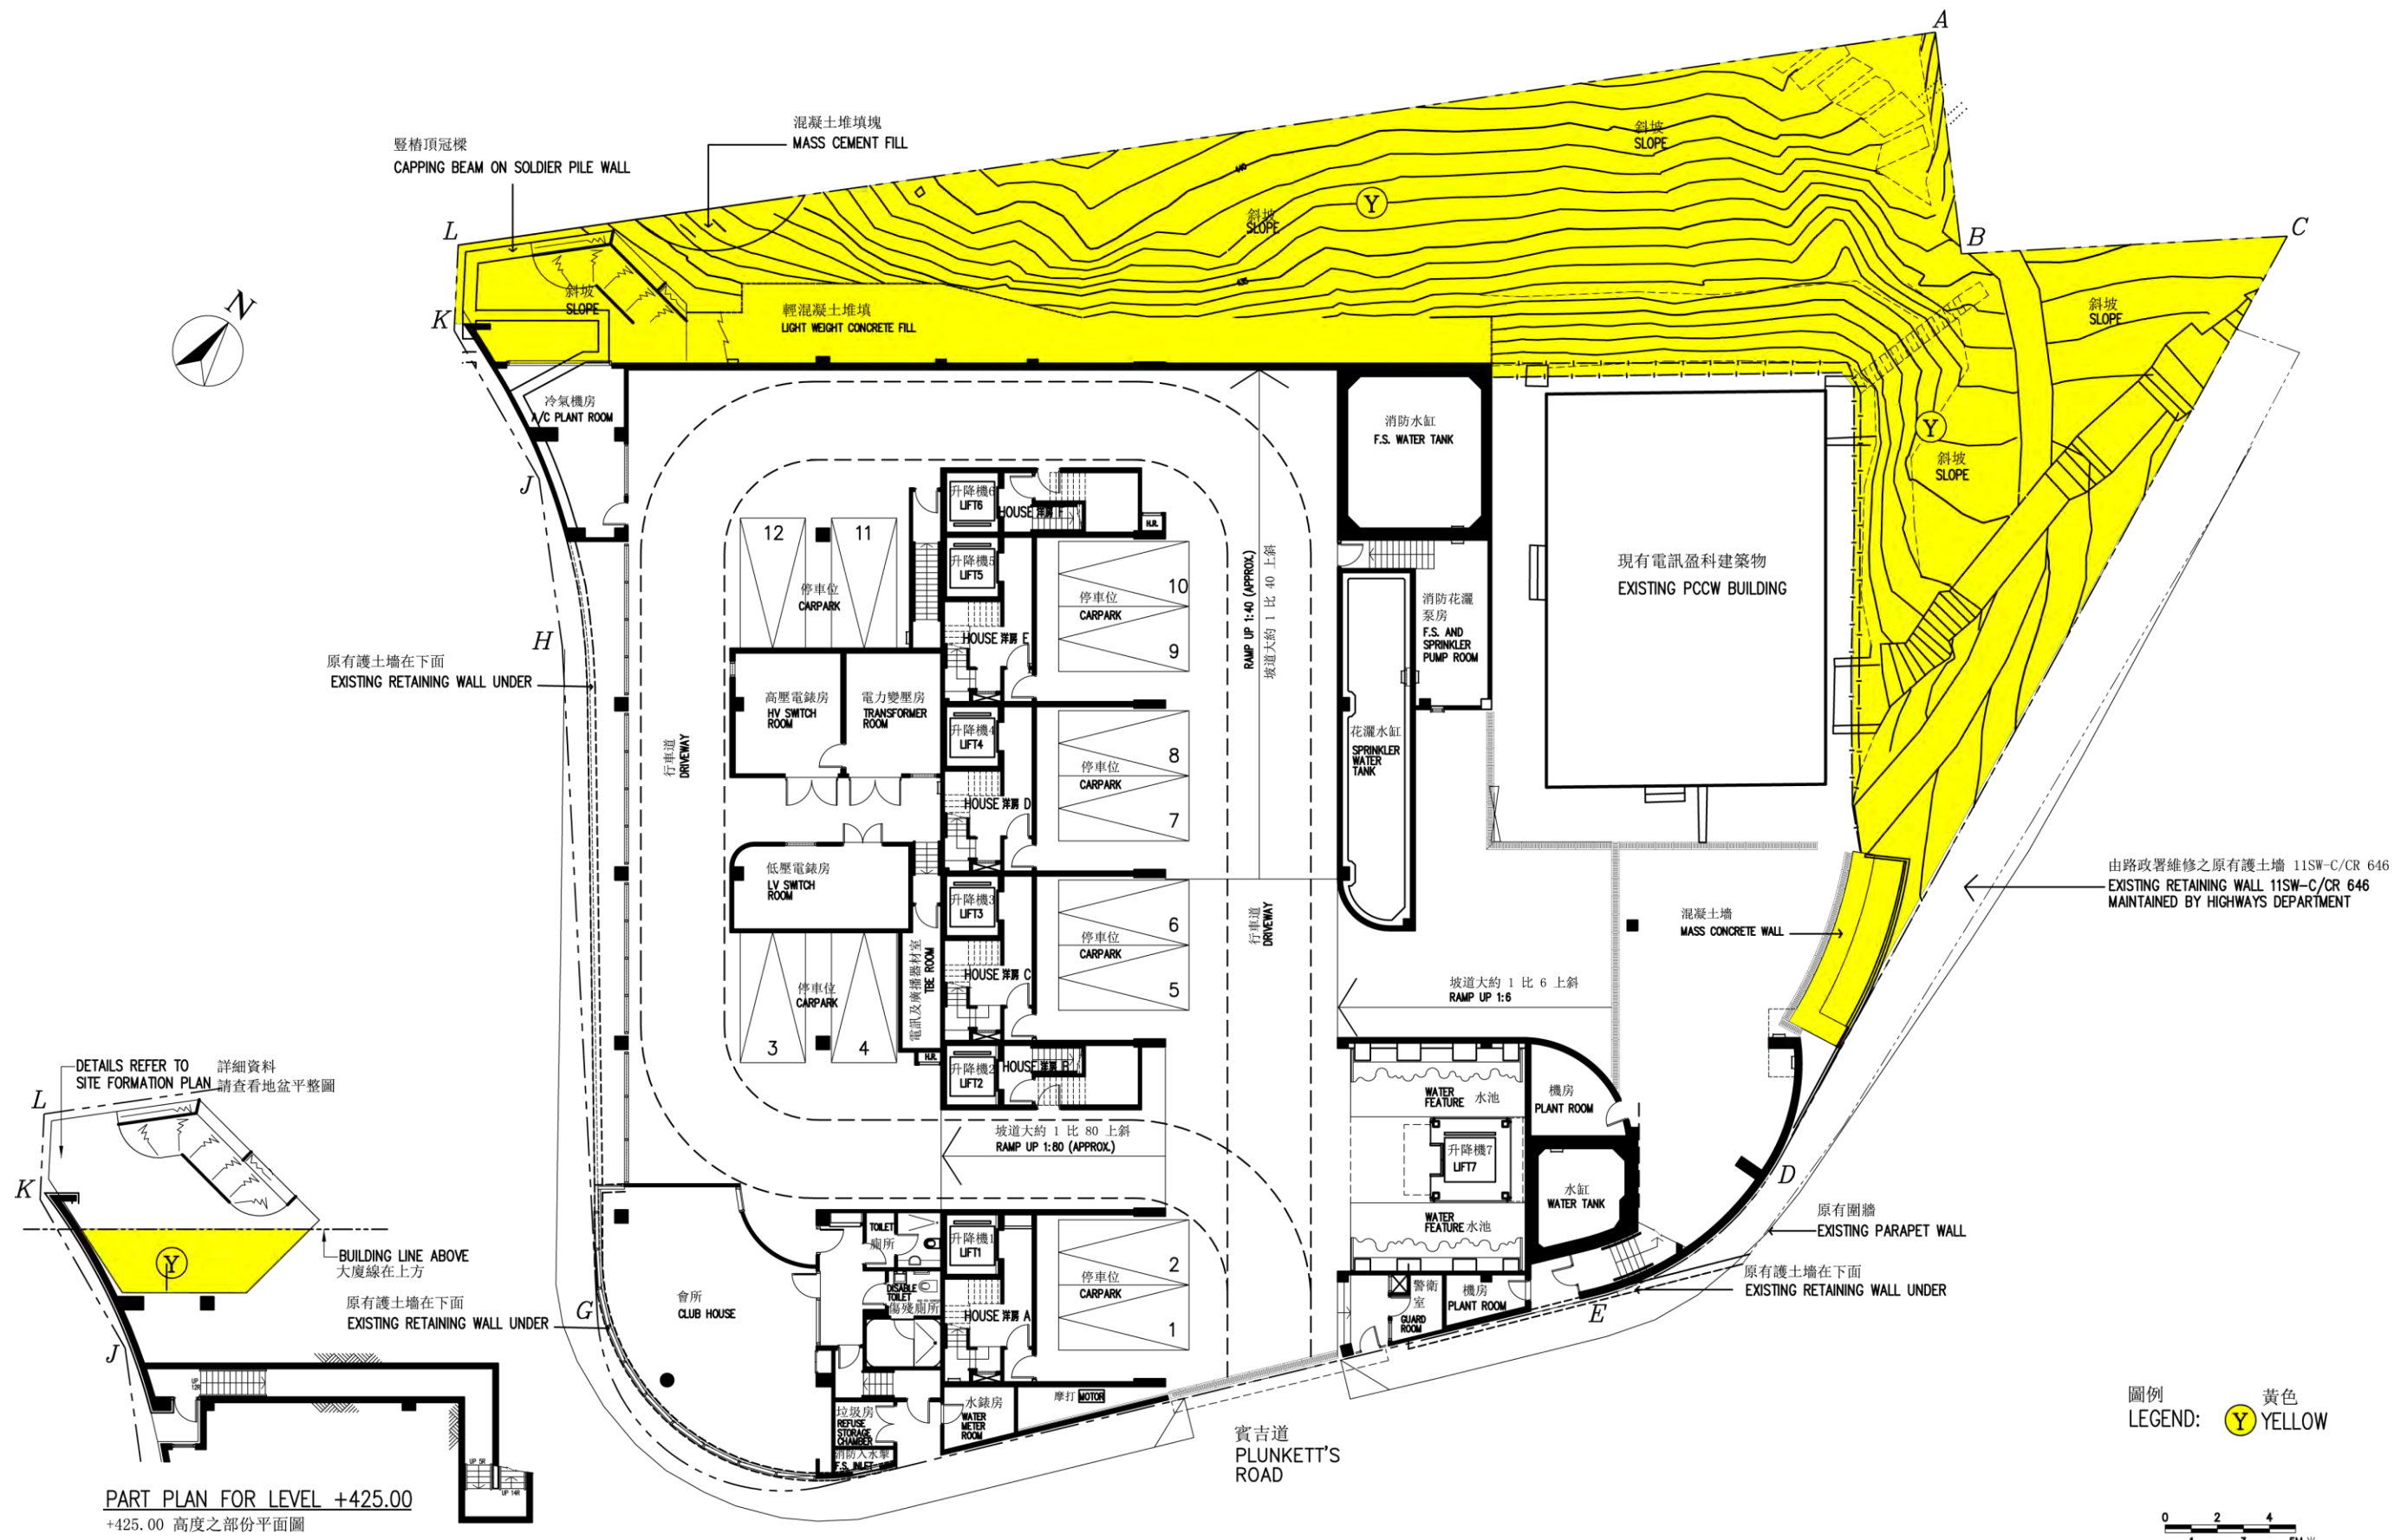 A
混凝土堆填塊
MASS CEMENT FILL
豎樁頂冠樑
CAPPING BEAM ON SOLDIER PILE WALL
斜坡
SLOPE
440
Y
斜坡
SLOPE
L
B
C
435
斜坡
SLOPE
斜坡
SLOPE
K
N
輕混凝土堆填
LIGHT WEIGHT CONCRETE FILL
冷氣機房
A/C PLANT ROOM
消防水缸
F.S. WATER TANK
Y
斜坡
SLOPE
J
升降機6
LIFT6
HOUSE 洋房 F
H.R.
12
11
停車位
CARPARK
升降機5
LIFT5
10
停車位
CARPARK
9
HOUSE 洋房 E
RAMP UP 1:40 (APPROX.)
坡道大約 1 比 40 上斜
消防花灑
泵房
F.S. AND
SPRINKLER
PUMP ROOM
現有電訊盈科建築物
EXISTING PCCW BUILDING
H
原有護土墻在下面
EXISTING RETAINING WALL UNDER
高壓電錶房
HV SWITCH
ROOM
電力變壓房
TRANSFORMER
ROOM
升降機4
LIFT4
8
停車位
CARPARK
7
HOUSE 洋房 D
花灑水缸
SPRINKLER
WATER
TANK
行車道
DRIVEWAY
低壓電錶房
LV SWITCH
ROOM
升降機3
LIFT3
6
停車位
CARPARK
5
HOUSE 洋房 C
行車道
DRIVEWAY
混凝土墻
MASS CONCRETE WALL
由路政署維修之原有護土墻 11SW-C/CR 646
EXISTING RETAINING WALL 11SW-C/CR 646
MAINTAINED BY HIGHWAYS DEPARTMENT
停車位
CARPARK
3
4
電訊及廣播器材室
TBE ROOM
H.R.
坡道大約 1 比 6 上斜
RAMP UP 1:6
升降機2
LIFT2
HOUSE 洋房 B
坡道大約 1 比 80 上斜
RAMP UP 1:80 (APPROX.)
WATER
FEATURE 水池
機房
PLANT ROOM
升降機7
LIFT7
水缸
WATER TANK
WATER
FEATURE 水池
D
原有圍牆
EXISTING PARAPET WALL
原有護土墻在下面
EXISTING RETAINING WALL UNDER
E
DETAILS REFER TO
SITE FORMATION PLAN
詳細資料
請查看地盆平整圖
L
K
Y
BUILDING LINE ABOVE
大廈線在上方
原有護土墻在下面
EXISTING RETAINING WALL UNDER
G
J
會所
CLUB HOUSE
TOILET
廁所
升降機1
LIFT1
DISABLE
TOILET
傷殘廁所
HOUSE 洋房 A
2
停車位
CARPARK
1
警衛
室
GUARD
ROOM
機房
PLANT ROOM
垃圾房
REFUSE
STORAGE
CHAMBER
水錶房
WATER
METER
ROOM
摩打 MOTOR
賓吉道
PLUNKETT'S
ROAD
UP 5R
UP 14R
PART PLAN FOR LEVEL +425.00
+425.00 高度之部份平面圖
圖例
LEGEND:
Y
黃色
YELLOW
0 2 4